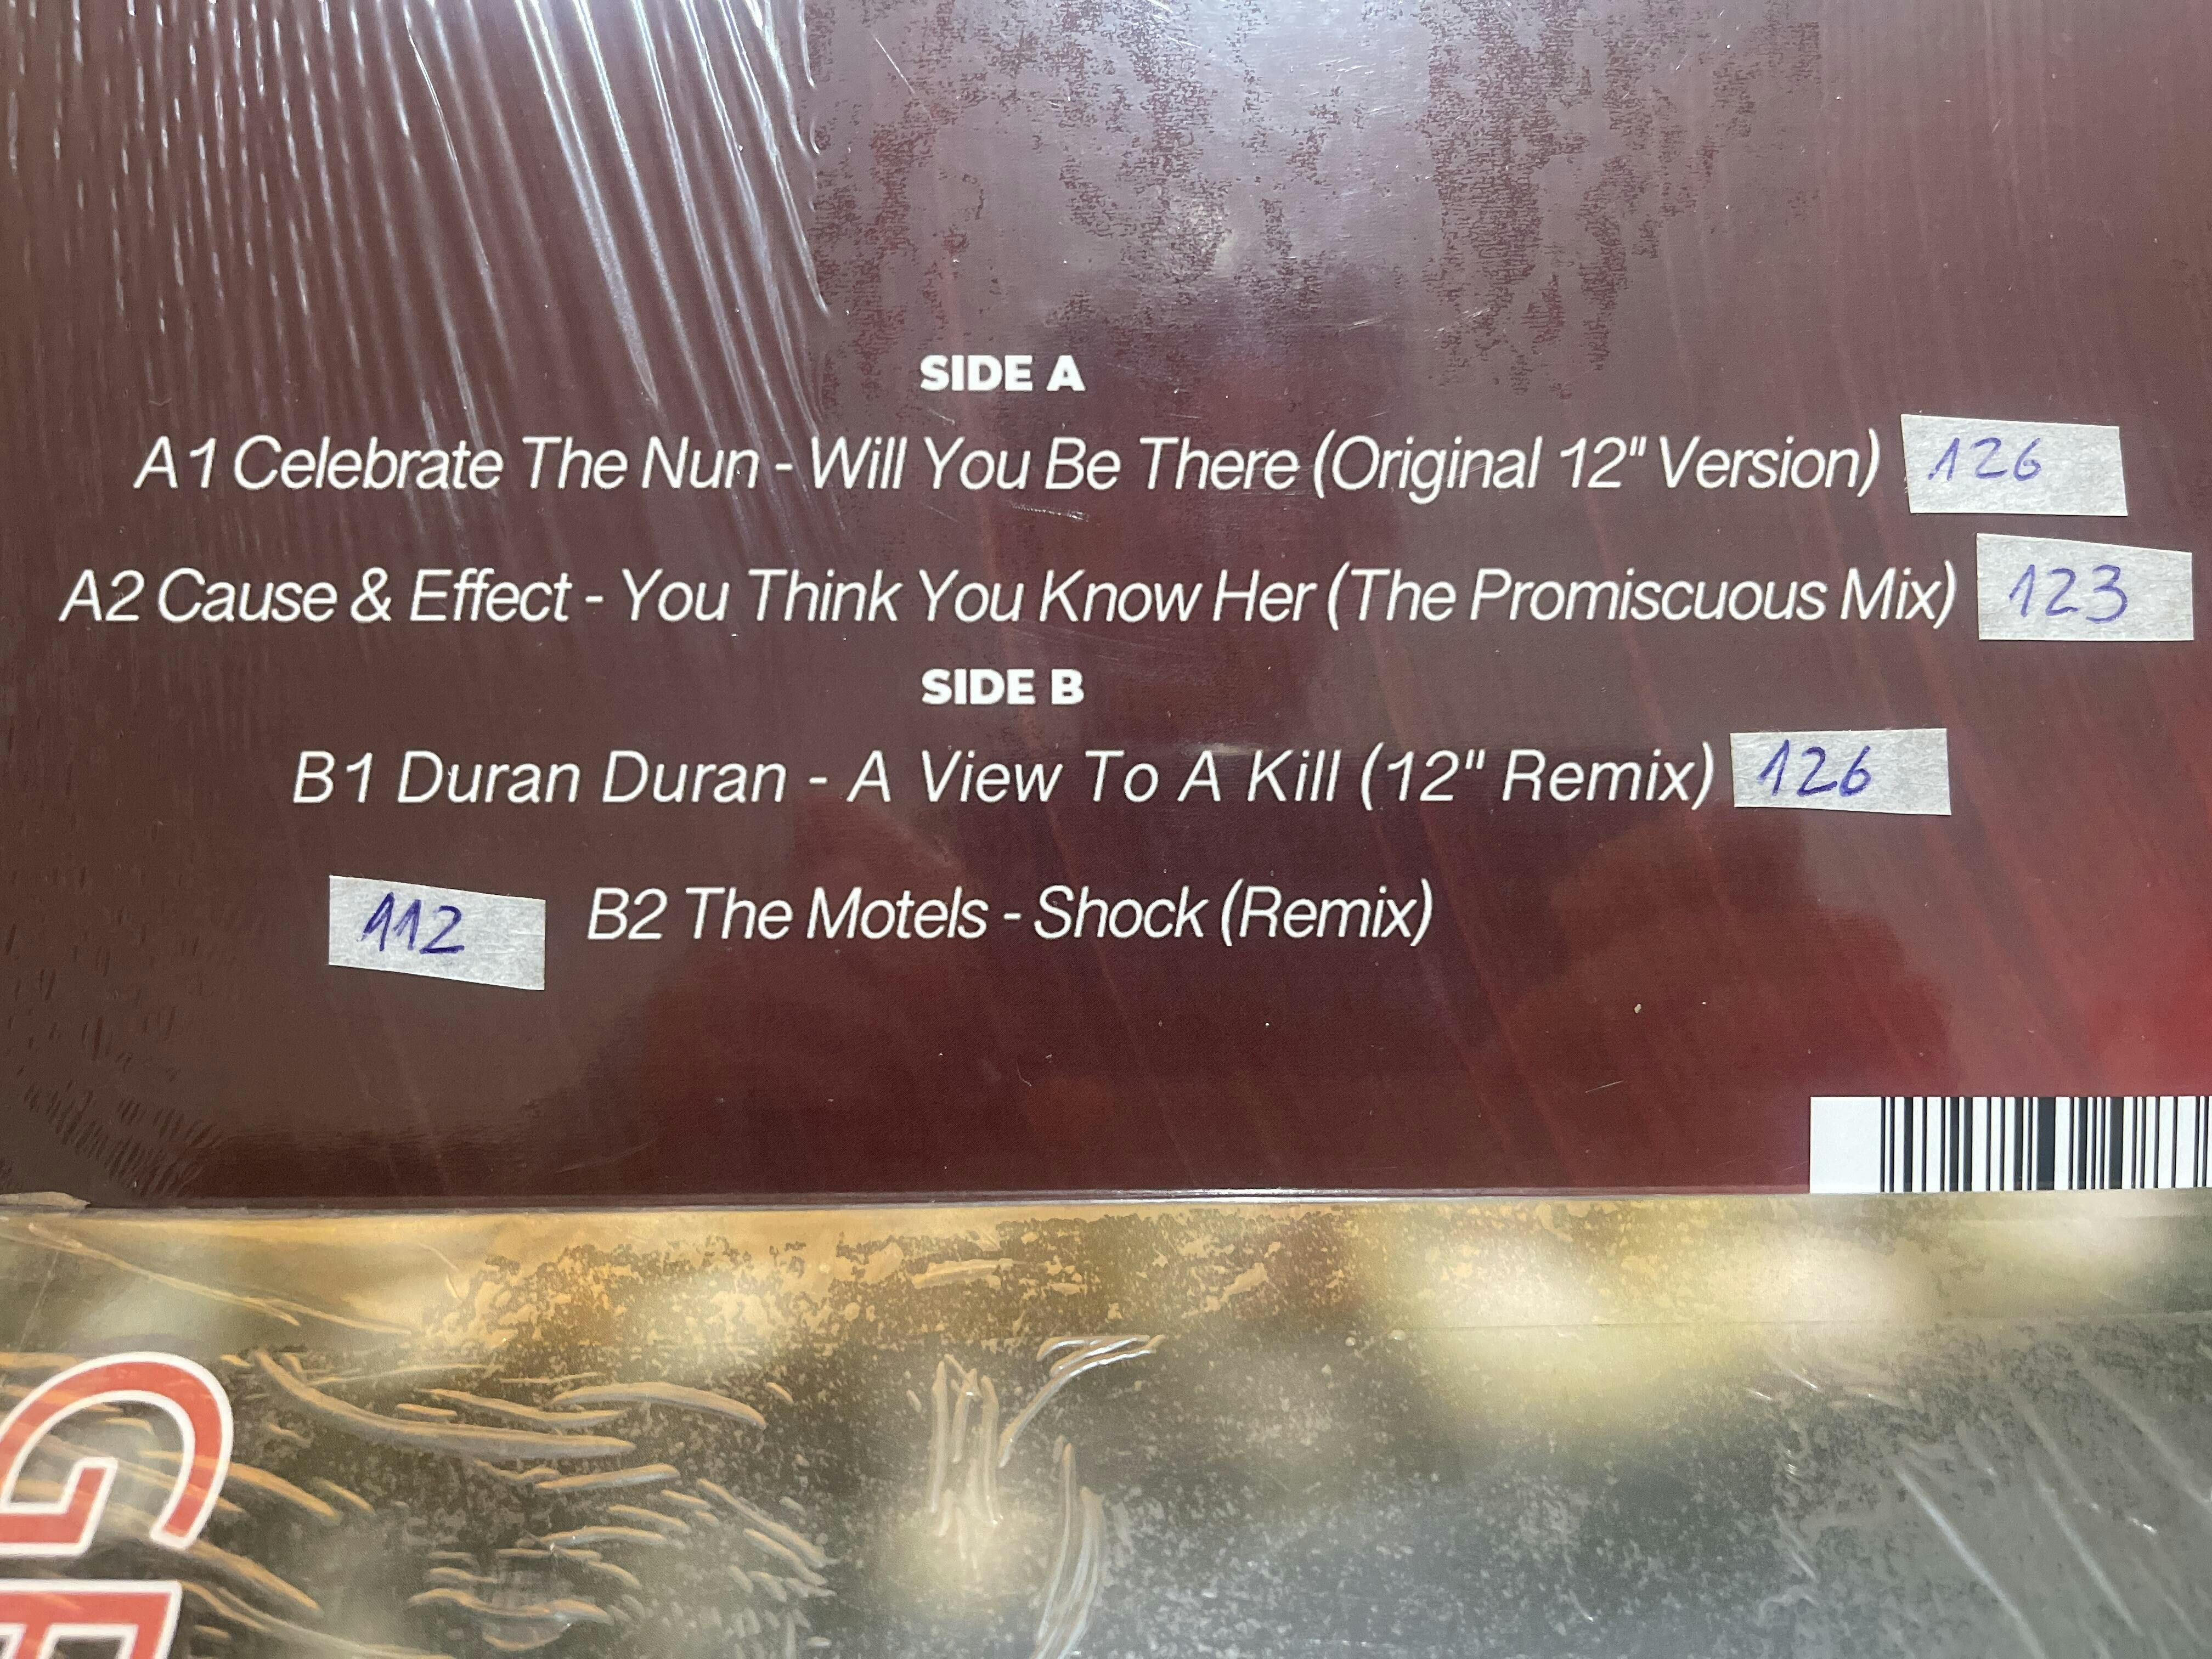 SIDE A
A1 Celebrate The Nun - Will You Be There (Original 12" Version) 126
A2 Cause & Effect - You Think You Know Her (The Promiscuous Mix) 123
SIDE B
B1 Duran Duran - A View To A Kill (12" Remix) 126
112 B2 The Motels - Shock (Remix)